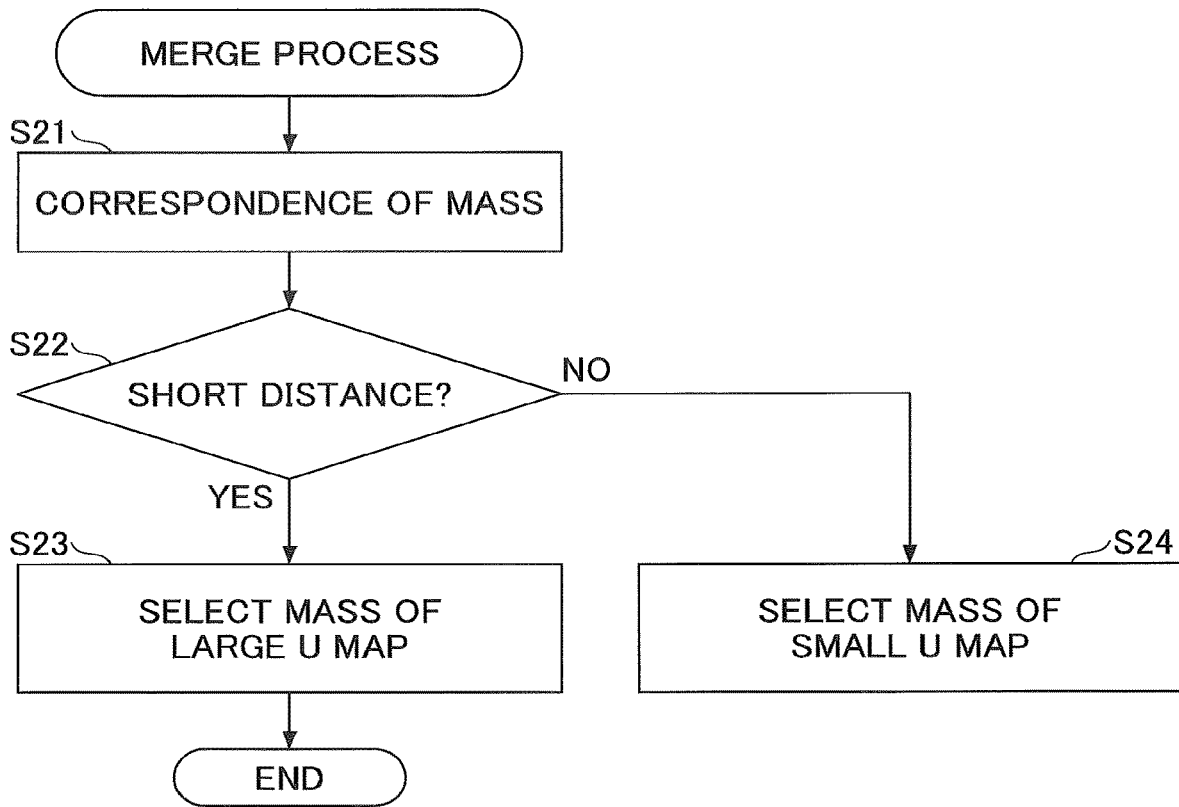 MERGE PROCESS
S21
CORRESPONDENCE OF MASS
S22
SHORT DISTANCE?
NO
YES
S23
SELECT MASS OF
LARGE U MAP
S24
SELECT MASS OF
SMALL U MAP
END